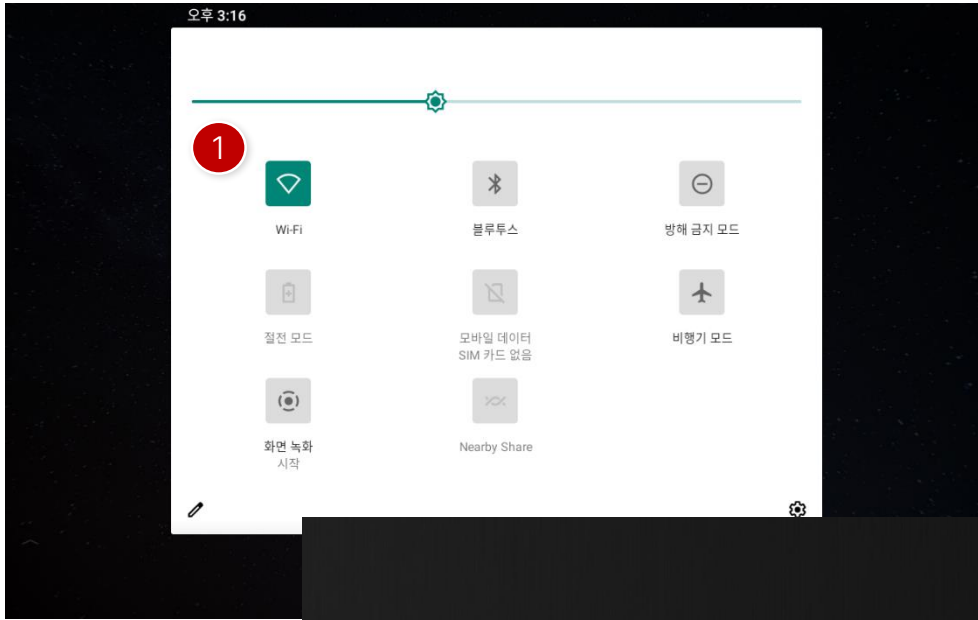 오후 3:16
1
Wi-Fi
블루투스
방해 금지 모드
절전 모드
모바일 데이터
SIM 카드 없음
비행기 모드
화면 녹화
시작
Nearby Share